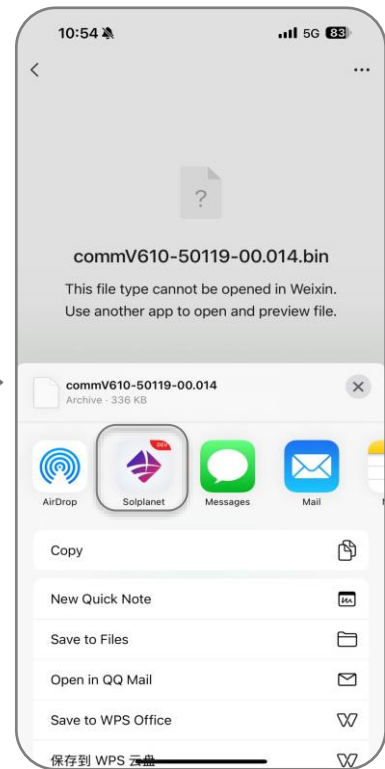 10:54
5G 83
?
commV610-50119-00.014.bin
This file type cannot be opened in Weixin.
Use another app to open and preview file.
commV610-50119-00.014
Archive · 336 KB
DEV
AirDrop
Solplanet
Messages
Mail
Copy
New Quick Note
Save to Files
Open in QQ Mail
Save to WPS Office
保存到 WPS 云盘